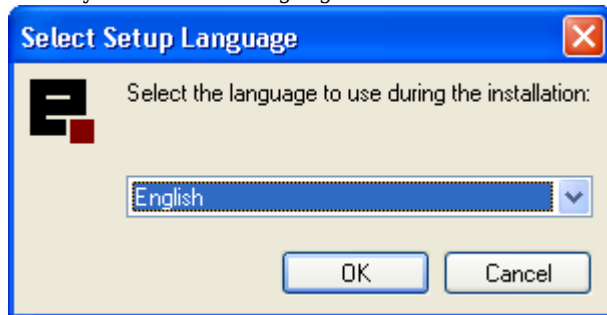 Select Setup Language
Select the language to use during the installation:
English
OK
Cancel